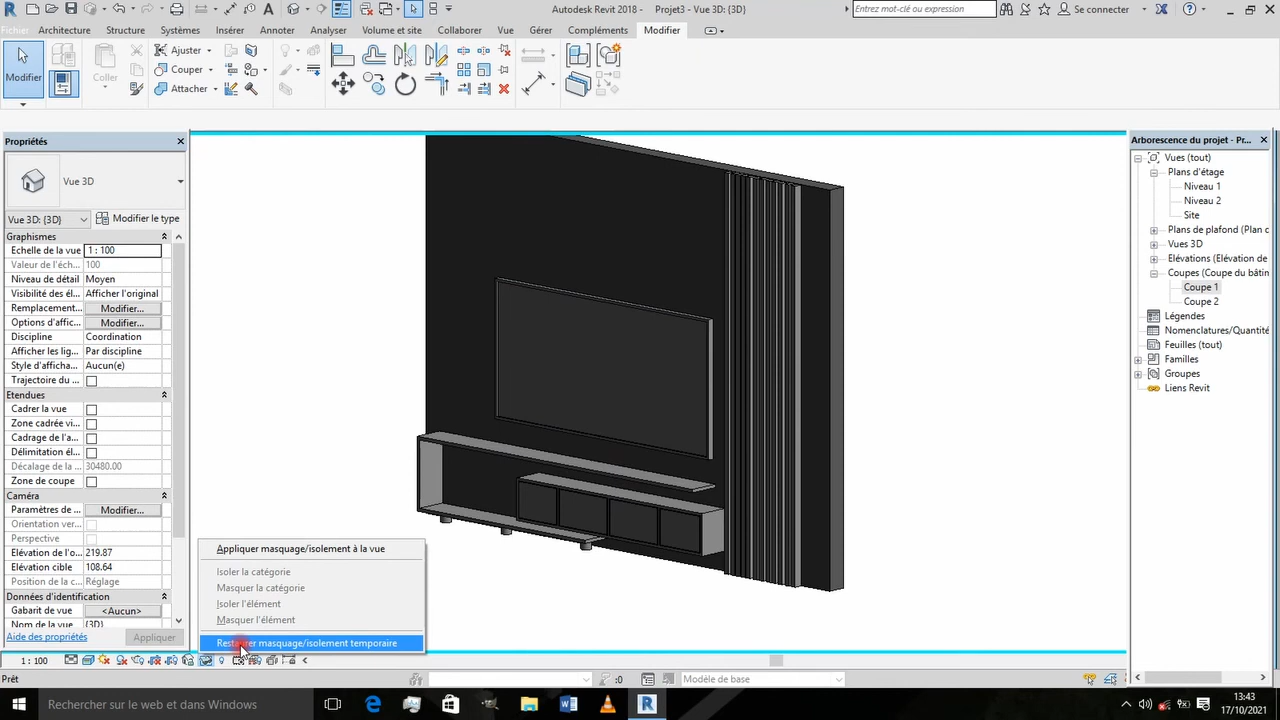 Autodesk Revit 2018 -    Projet3 - Vue 3D: {3D}
Entrez mot-clé ou expression
Se connecter
Fichier Architecture Structure Systèmes Insérer Annoter Analyser Volume et site Collaborer Vue Gérer Compléments Modifier
Modifier
Coller
Ajuster
Couper
Attacher
Propriétés
Vue 3D
Vue 3D: {3D}
Modifier le type
Graphismes
Echelle de la vue 1 : 100
Valeur de l'éch... 100
Niveau de détail Moyen
Visibilité des él... Afficher l'original
Remplacement... Modifier...
Options d'affic... Modifier...
Discipline Coordination
Afficher les lig... Par discipline
Style d'afficha... Aucun(e)
Trajectoire du ...
Etendues
Cadrer la vue
Zone cadrée vi...
Cadrage de l'a...
Délimitation él...
Décalage de la ... 30480.00
Zone de coupe
Caméra
Paramètres de ... Modifier...
Orientation ver...
Perspective
Elévation de l'o... 219.87
Elévation cible 108.64
Position de la c... Réglage
Données d'identification
Gabarit de vue <Aucun>
Nom de la vue {3D}
Aide des propriétés
Appliquer
Appliquer masquage/isolement à la vue
Isoler la catégorie
Masquer la catégorie
Isoler l'élément
Masquer l'élément
Restaurer masquage/isolement temporaire
Arborescence du projet - Pr...
Vues (tout)
Plans d'étage
Niveau 1
Niveau 2
Site
Plans de plafond (Plan c
Vues 3D
Elévations (Elévation de
Coupes (Coupe du bâtin
Coupe 1
Coupe 2
Légendes
Nomenclatures/Quantité
Feuilles (tout)
Familles
Groupes
Liens Revit
1 : 100
Prêt
:0
Modèle de base
Rechercher sur le web et dans Windows
13:43
17/10/2021